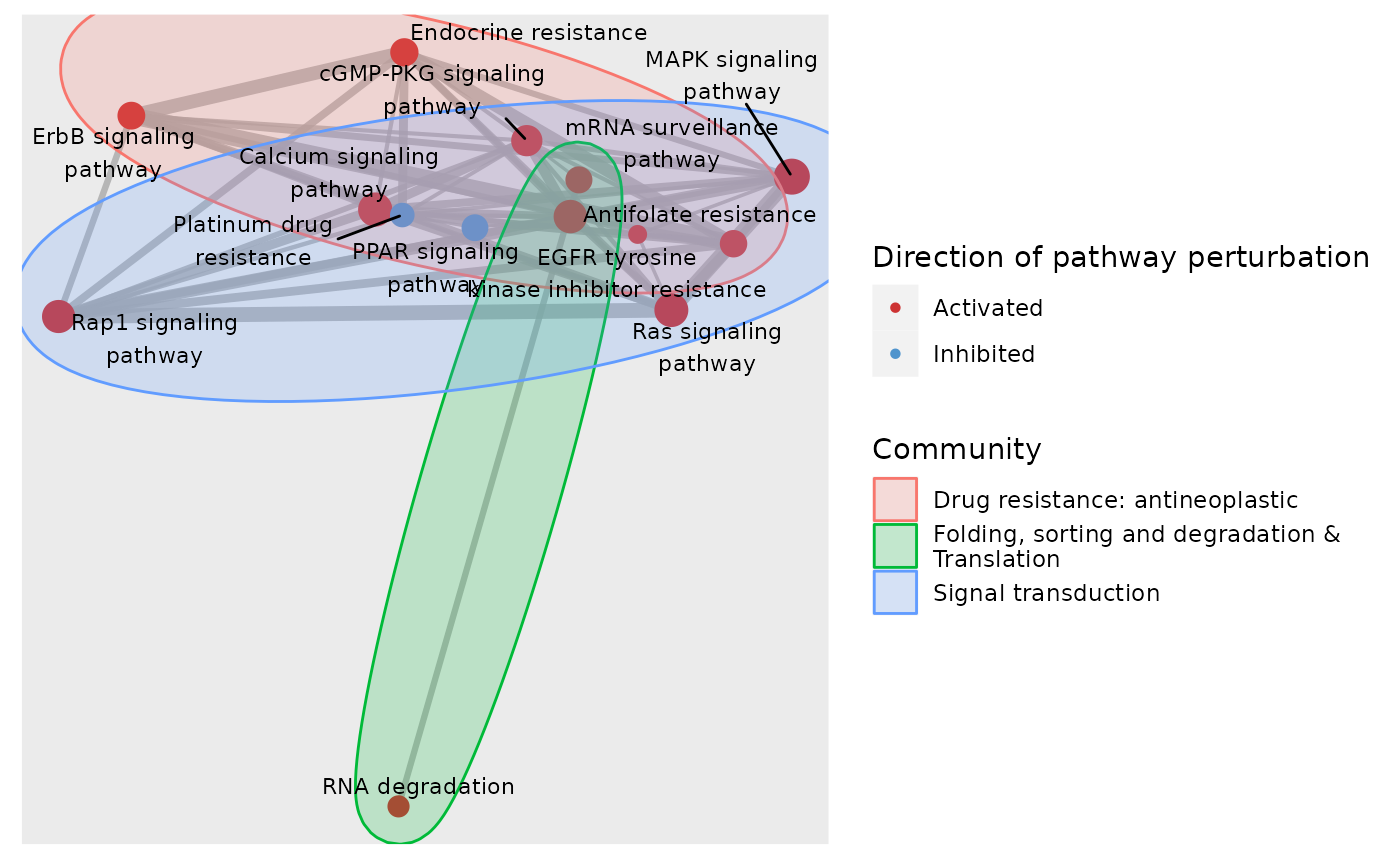 Endocrine resistance
cGMP-PKG signaling
pathway
MAPK signaling
pathway
ErbB signaling
pathway
mRNA surveillance
pathway
Calcium signaling
pathway
Platinum drug
resistance
Antifolate resistance
PPAR signaling
pathway
EGFR tyrosine
kinase inhibitor resistance
Rap1 signaling
pathway
Ras signaling
pathway
RNA degradation
Direction of pathway perturbation
Activated
Inhibited
Community
Drug resistance: antineoplastic
Folding, sorting and degradation &
Translation
Signal transduction